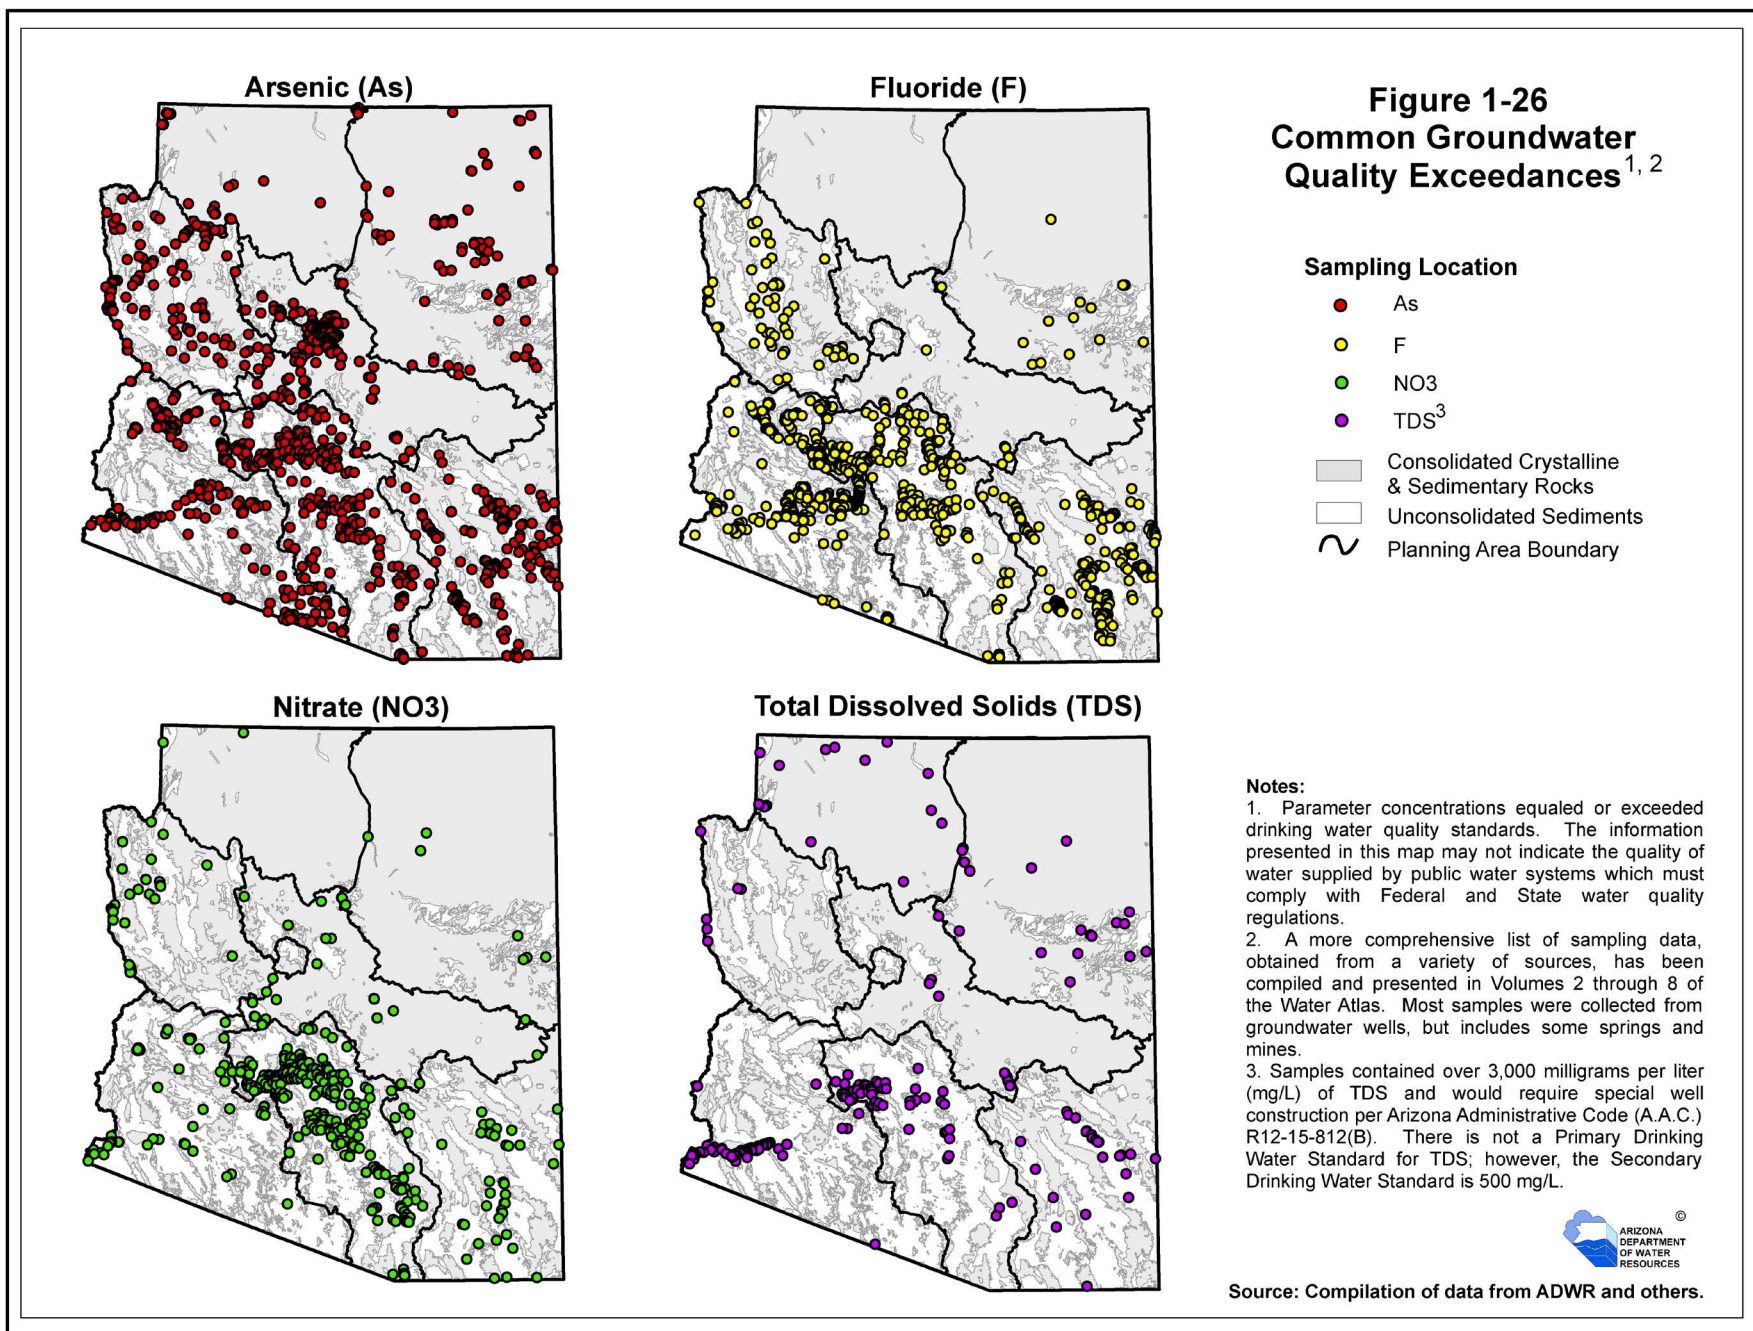 Arsenic (As)
Fluoride (F)
Figure 1-26
Common Groundwater
Quality Exceedances1, 2
Sampling Location
As
F
NO3
TDS3
Consolidated Crystalline
& Sedimentary Rocks
Unconsolidated Sediments
Planning Area Boundary
Nitrate (NO3)
Total Dissolved Solids (TDS)
Notes:
1. Parameter concentrations equaled or exceeded
drinking water quality standards. The information
presented in this map may not indicate the quality of
water supplied by public water systems which must
comply with Federal and State water quality
regulations.
2. A more comprehensive list of sampling data,
obtained from a variety of sources, has been
compiled and presented in Volumes 2 through 8 of
the Water Atlas. Most samples were collected from
groundwater wells, but includes some springs and
mines.
3. Samples contained over 3,000 milligrams per liter
(mg/L) of TDS and would require special well
construction per Arizona Administrative Code (A.A.C.)
R12-15-812(B). There is not a Primary Drinking
Water Standard for TDS; however, the Secondary
Drinking Water Standard is 500 mg/L.
©
ARIZONA
DEPARTMENT
OF WATER
RESOURCES
Source: Compilation of data from ADWR and others.